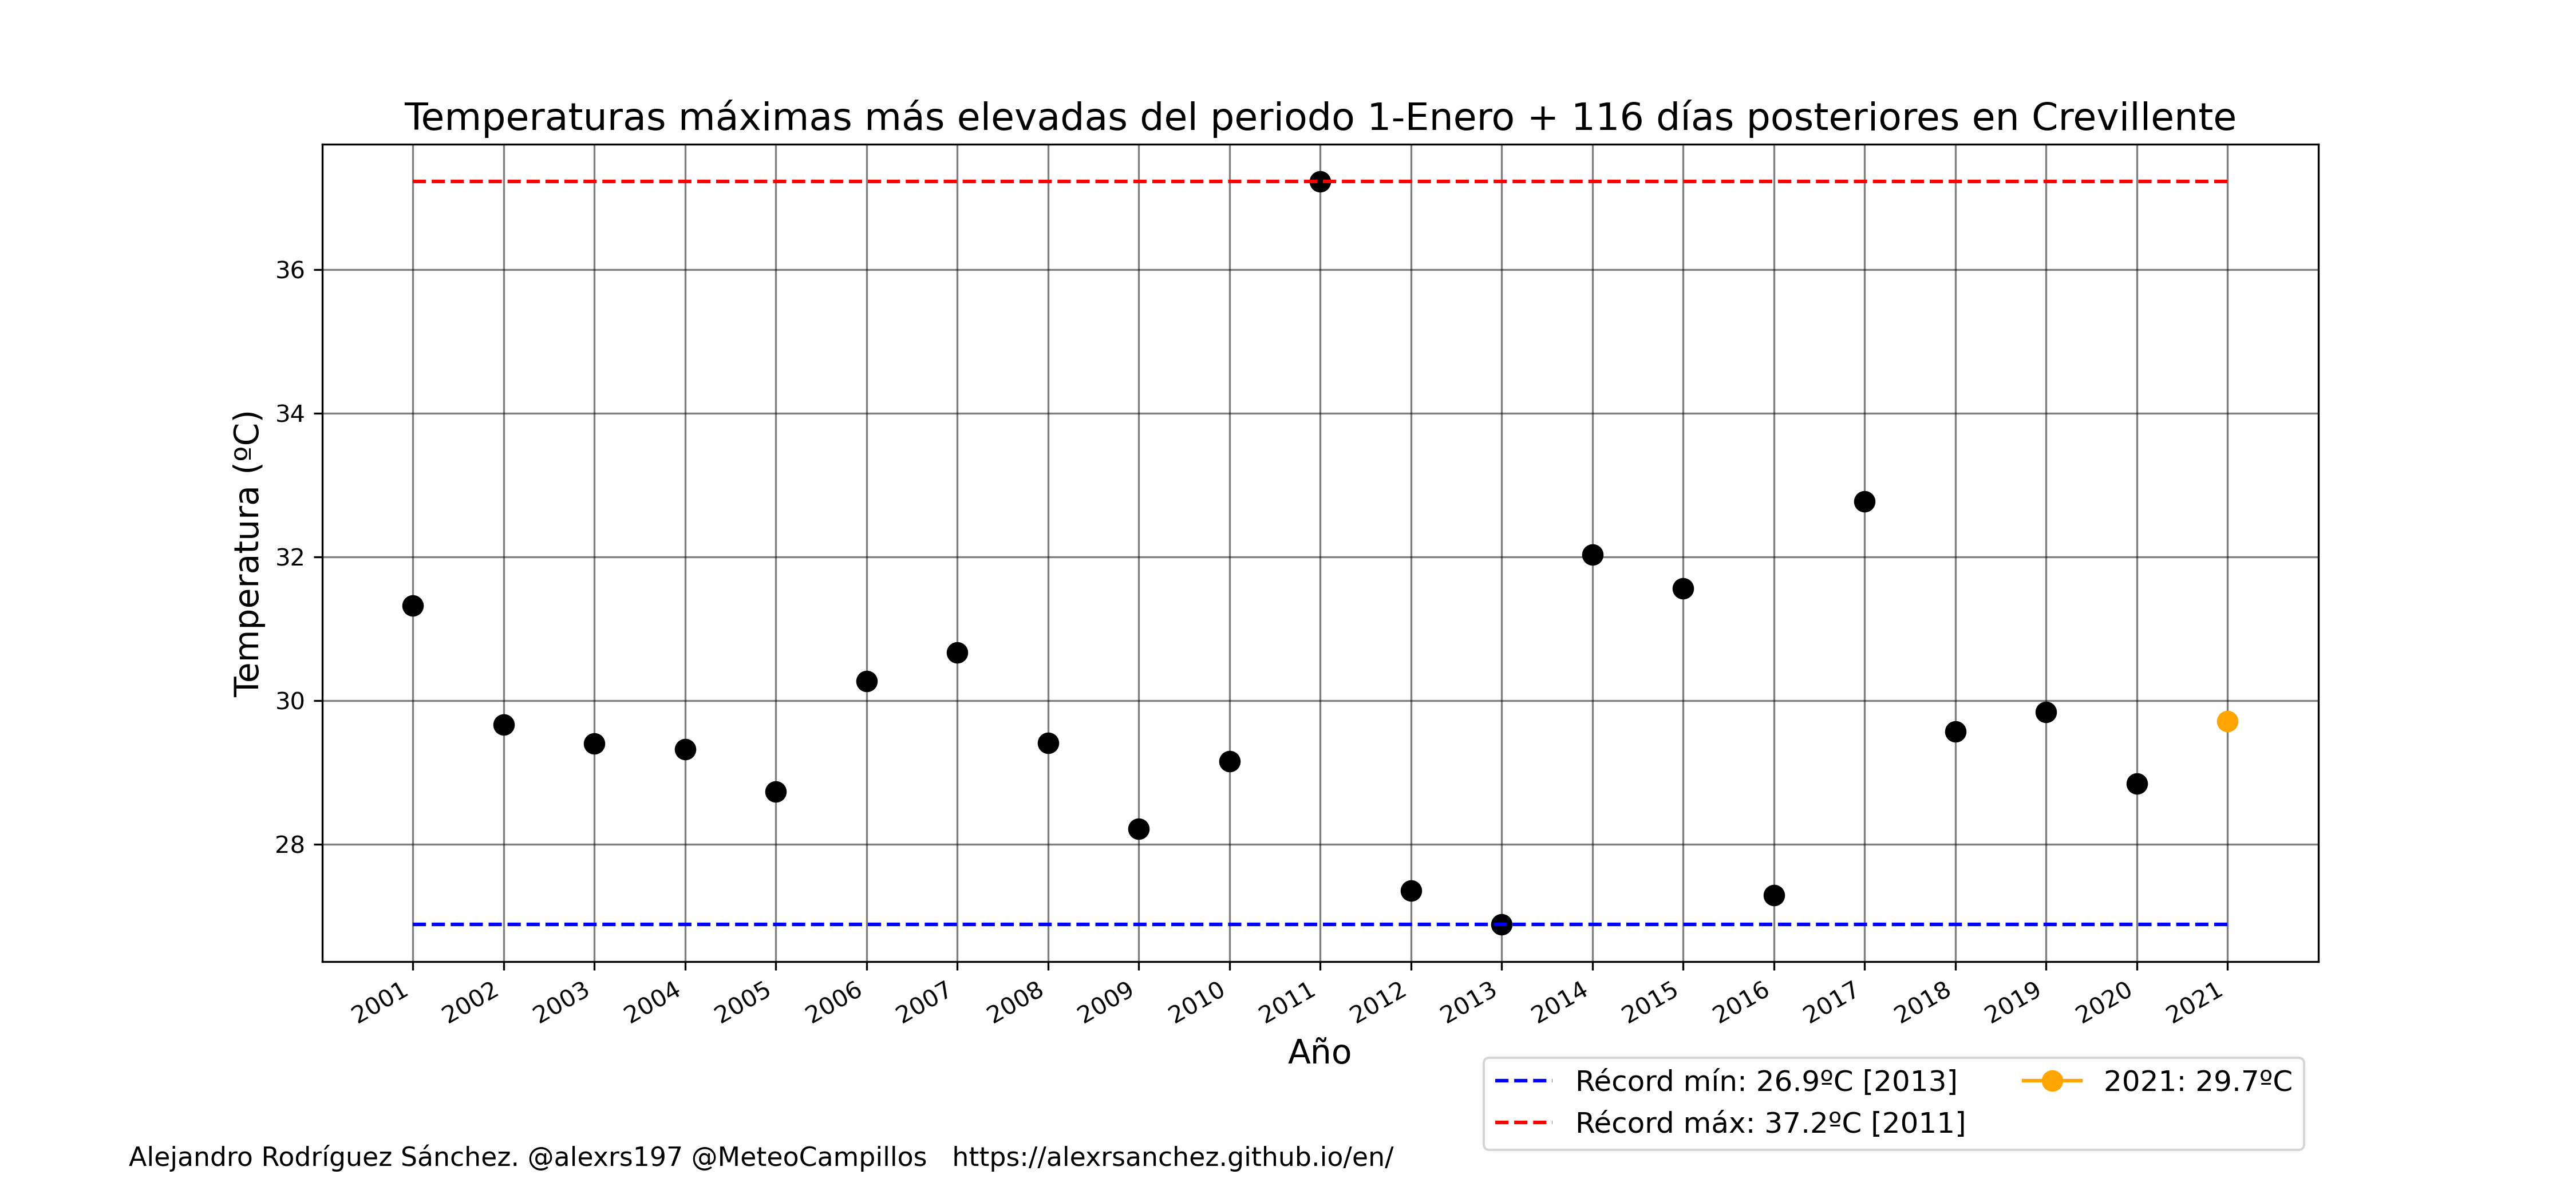 Temperaturas máximas más elevadas del periodo 1-Enero + 116 días posteriores en Crevillente
Temperatura (ºC)
36
34
32
30
28
2001 2002 2003 2004 2005 2006 2007 2008 2009 2010 2011 2012 2013 2014 2015 2016 2017 2018 2019 2020 2021
Año
Récord mín: 26.9ºC [2013]
Récord máx: 37.2ºC [2011]
2021: 29.7ºC
Alejandro Rodríguez Sánchez. @alexrs197 @MeteoCampillos https://alexrsanchez.github.io/en/